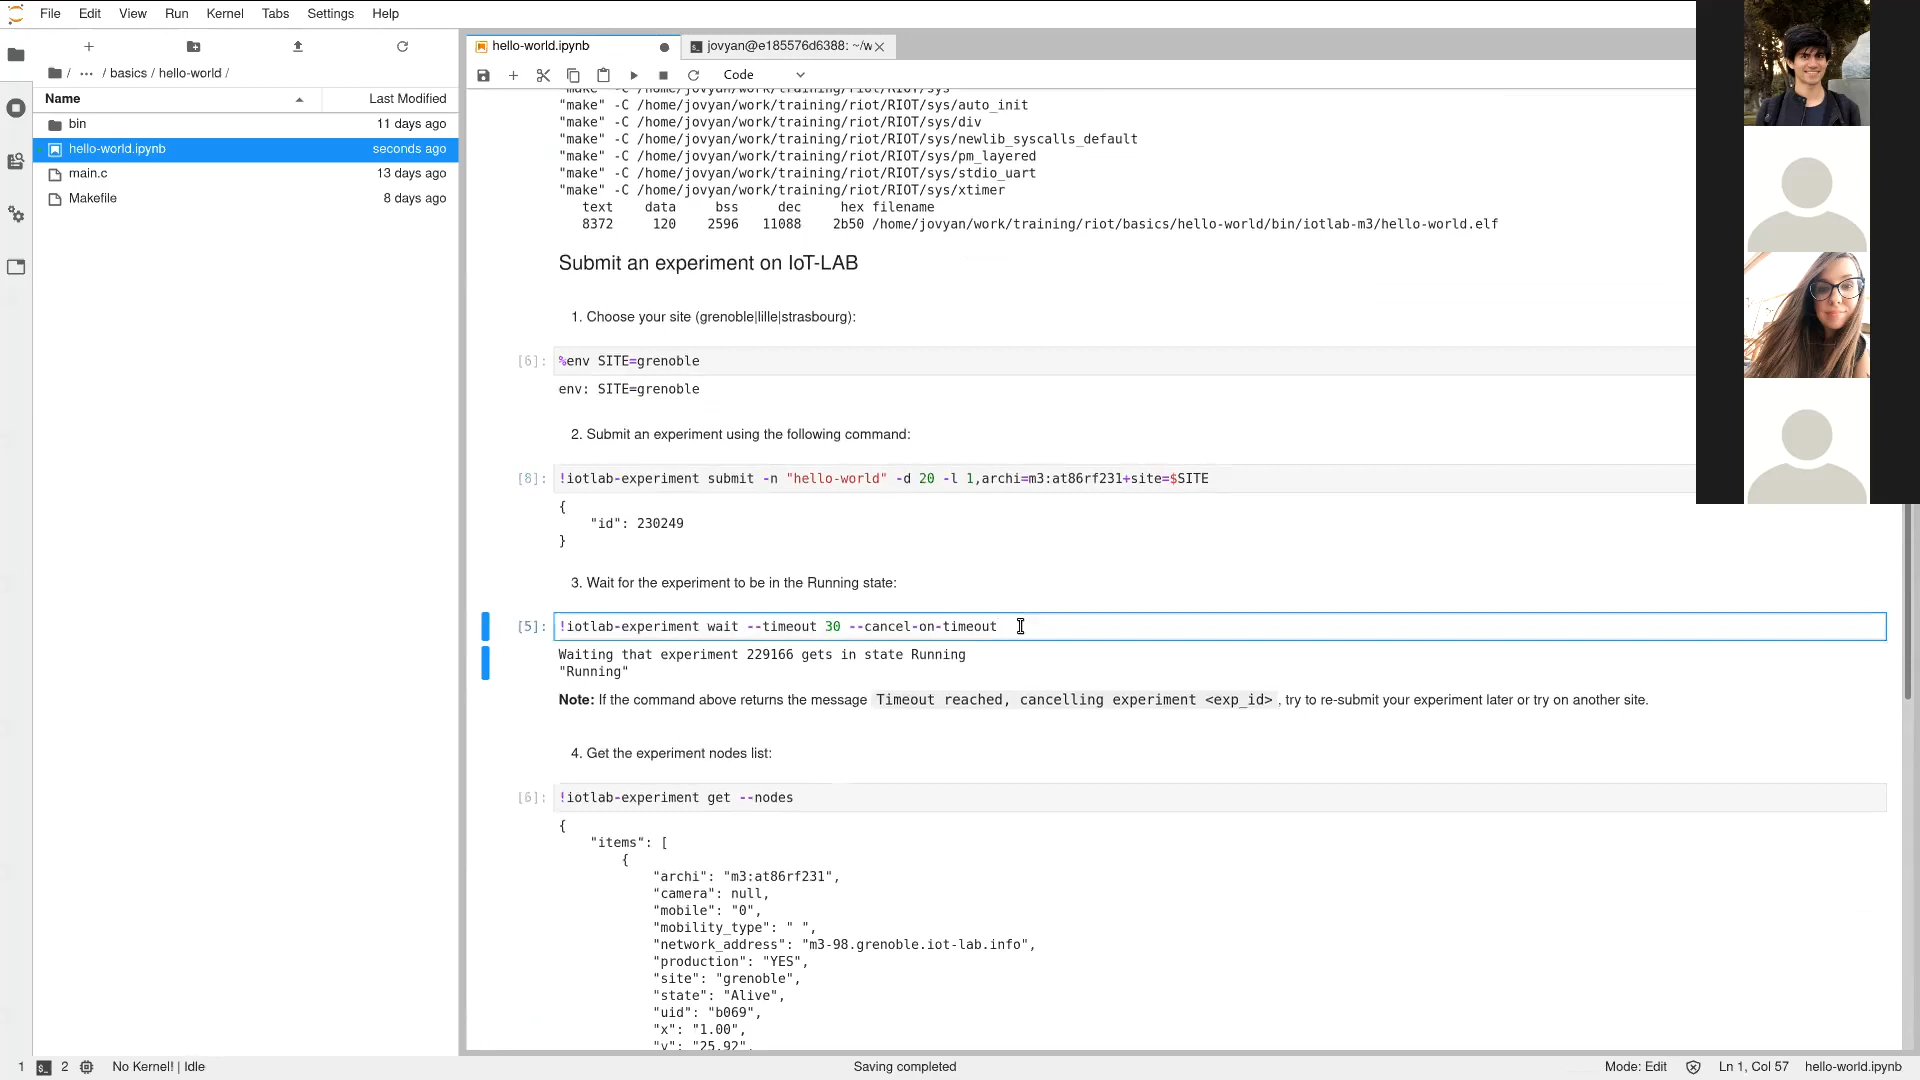 File Edit View Run Kernel Tabs Settings Help
hello-world.ipynb
jovyan@e185576d6388: ~/w
/ ··· / basics / hello-world /
Code
Name Last Modified
bin 11 days ago
hello-world.ipynb seconds ago
main.c 13 days ago
Makefile 8 days ago
"make" -C /home/jovyan/work/training/riot/RIOT/sys
"make" -C /home/jovyan/work/training/riot/RIOT/sys/auto_init
"make" -C /home/jovyan/work/training/riot/RIOT/sys/div
"make" -C /home/jovyan/work/training/riot/RIOT/sys/newlib_syscalls_default
"make" -C /home/jovyan/work/training/riot/RIOT/sys/pm_layered
"make" -C /home/jovyan/work/training/riot/RIOT/sys/stdio_uart
"make" -C /home/jovyan/work/training/riot/RIOT/sys/xtimer
text data bss dec hex filename
8372 120 2596 11088 2b50 /home/jovyan/work/training/riot/basics/hello-world/bin/iotlab-m3/hello-world.elf
Submit an experiment on IoT-LAB
1. Choose your site (grenoble|lille|strasbourg):
[6]: %env SITE=grenoble
env: SITE=grenoble
2. Submit an experiment using the following command:
[8]: !iotlab-experiment submit -n "hello-world" -d 20 -l 1,archi=m3:at86rf231+site=$SITE
{
"id": 230249
}
3. Wait for the experiment to be in the Running state:
[5]: !iotlab-experiment wait --timeout 30 --cancel-on-timeout
Waiting that experiment 229166 gets in state Running
"Running"
Note: If the command above returns the message Timeout reached, cancelling experiment <exp_id> , try to re-submit your experiment later or try on another site.
4. Get the experiment nodes list:
[6]: !iotlab-experiment get --nodes
{
"items": [
{
"archi": "m3:at86rf231",
"camera": null,
"mobile": "0",
"mobility_type": " ",
"network_address": "m3-98.grenoble.iot-lab.info",
"production": "YES",
"site": "grenoble",
"state": "Alive",
"uid": "b069",
"x": "1.00",
"y": "25.92",
1 2 No Kernel! | Idle Saving completed Mode: Edit Ln 1, Col 57 hello-world.ipynb